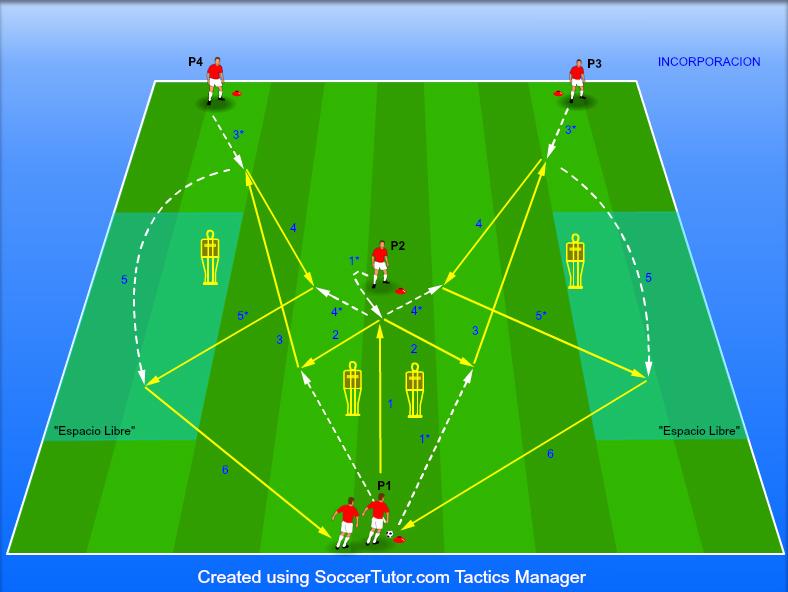 P4
P3
INCORPORACION
3*
3*
4
4
P2
1*
5
5
4*
4*
5*
5*
2
2
3
3
1
1*
"Espacio Libre"
"Espacio Libre"
6
6
P1
Created using SoccerTutor.com Tactics Manager